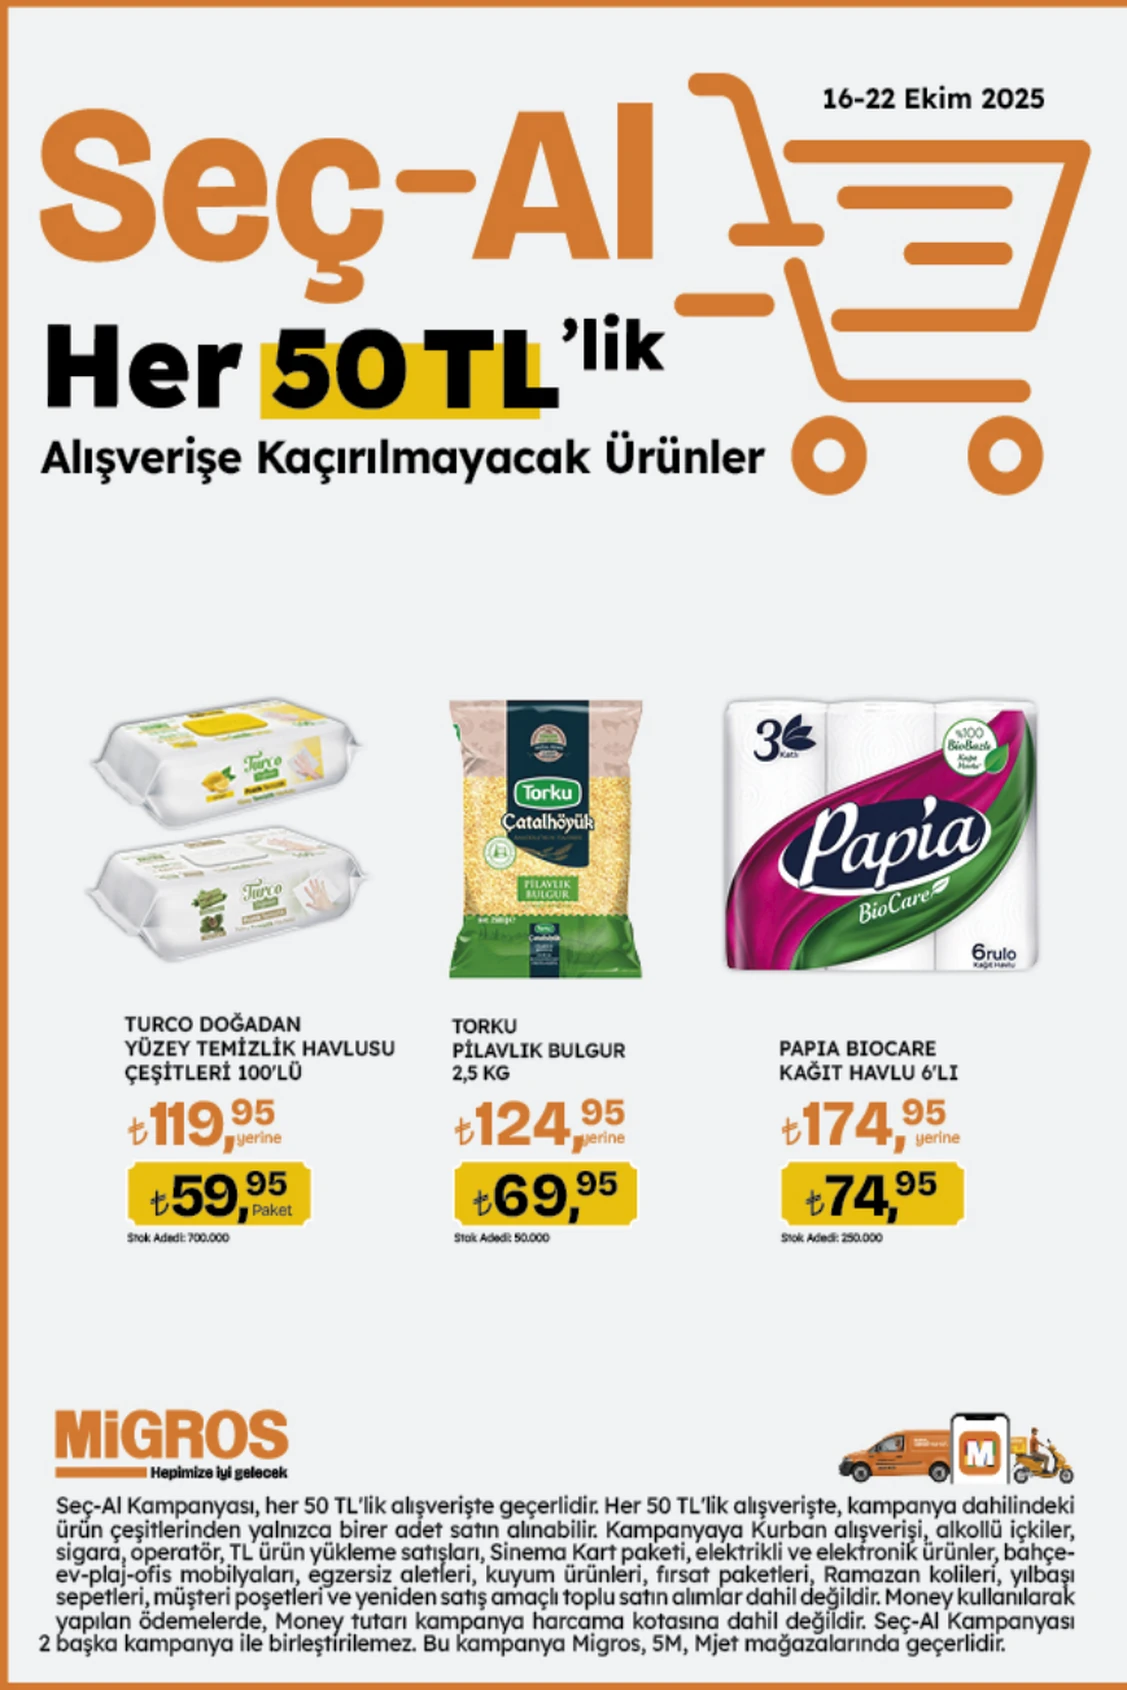 16-22 Ekim 2025
Seç-Al
Her 50 TL'lik
Alışverişe Kaçırılmayacak Ürünler
Turco
Turco
Torku
Çatalhöyük
PİLAVLIK
BULGUR
3 Katlı
%100
BioBazlı
Papia
BioCare
6rulo
Kağıt Havlu
TURCO DOĞADAN
YÜZEY TEMİZLİK HAVLUSU
ÇEŞİTLERİ 100'LÜ
₺119,95 yerine
₺59,95 Paket
Stok Adedi: 700.000
TORKU
PİLAVLIK BULGUR
2,5 KG
₺124,95 yerine
₺69,95
Stok Adedi: 50.000
PAPIA BIOCARE
KAĞIT HAVLU 6'LI
₺174,95 yerine
₺74,95
Stok Adedi: 250.000
MiGROS
Hepimize iyi gelecek
M
Seç-Al Kampanyası, her 50 TL'lik alışverişte geçerlidir. Her 50 TL'lik alışverişte, kampanya dahilindeki
ürün çeşitlerinden yalnızca birer adet satın alınabilir. Kampanyaya Kurban alışverişi, alkollü içkiler,
sigara, operatör, TL ürün yükleme satışları, Sinema Kart paketi, elektrikli ve elektronik ürünler, bahçe-
ev-plaj-ofis mobilyaları, egzersiz aletleri, kuyum ürünleri, fırsat paketleri, Ramazan kolileri, yılbaşı
sepetleri, müşteri poşetleri ve yeniden satış amaçlı toplu satın alımlar dahil değildir. Money kullanılarak
yapılan ödemelerde, Money tutarı kampanya harcama kotasına dahil değildir. Seç-Al Kampanyası
2 başka kampanya ile birleştirilemez. Bu kampanya Migros, 5M, Mjet mağazalarında geçerlidir.